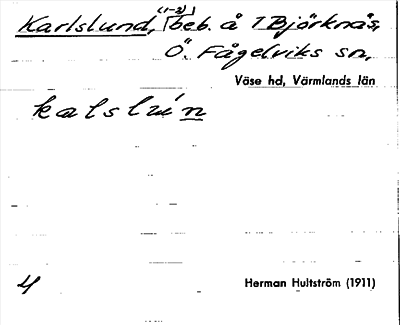 Karlslund, (1-2) beb. å 1 Björknäs,
Ö. Fågelviks sn,
Väse hd, Värmlands län
kalslún
4
Herman Hultström (1911)